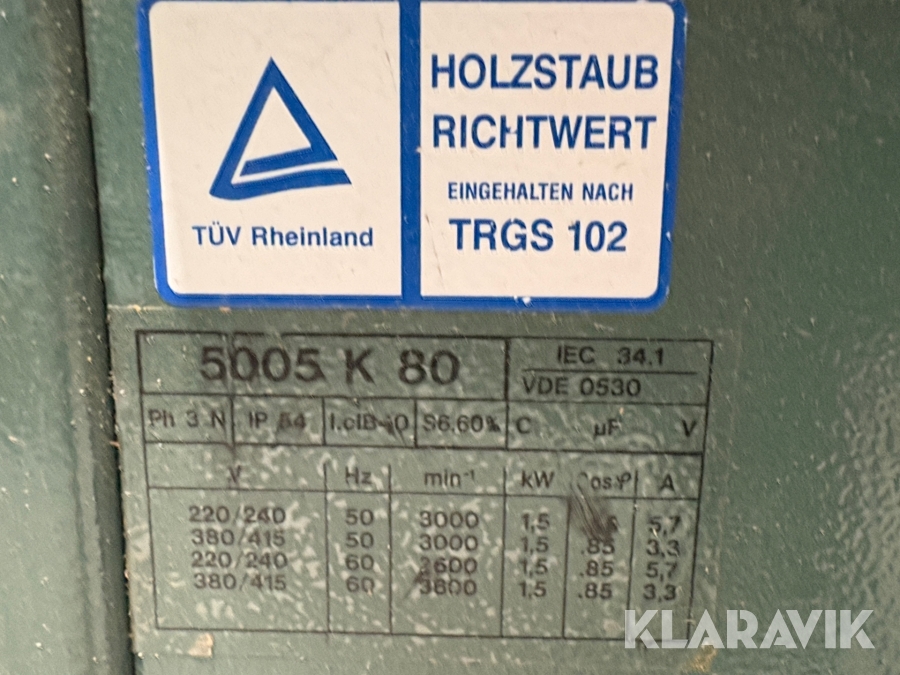 TÜV Rheinland
HOLZSTAUB
RICHTWERT
EINGEHALTEN NACH
TRGS 102
5005 K 80
IEC 34.1
VDE 0530
Ph 3 N IP 54 S6.60% C µF V
V Hz min⁻¹ kW Cos φ A
220/240 50 3000 1,5 5,7
380/415 50 3000 1,5 .85 3,3
220/240 60 1,5 .85 5,7
380/415 60 1,5 .85 3,3
KLARAVIK